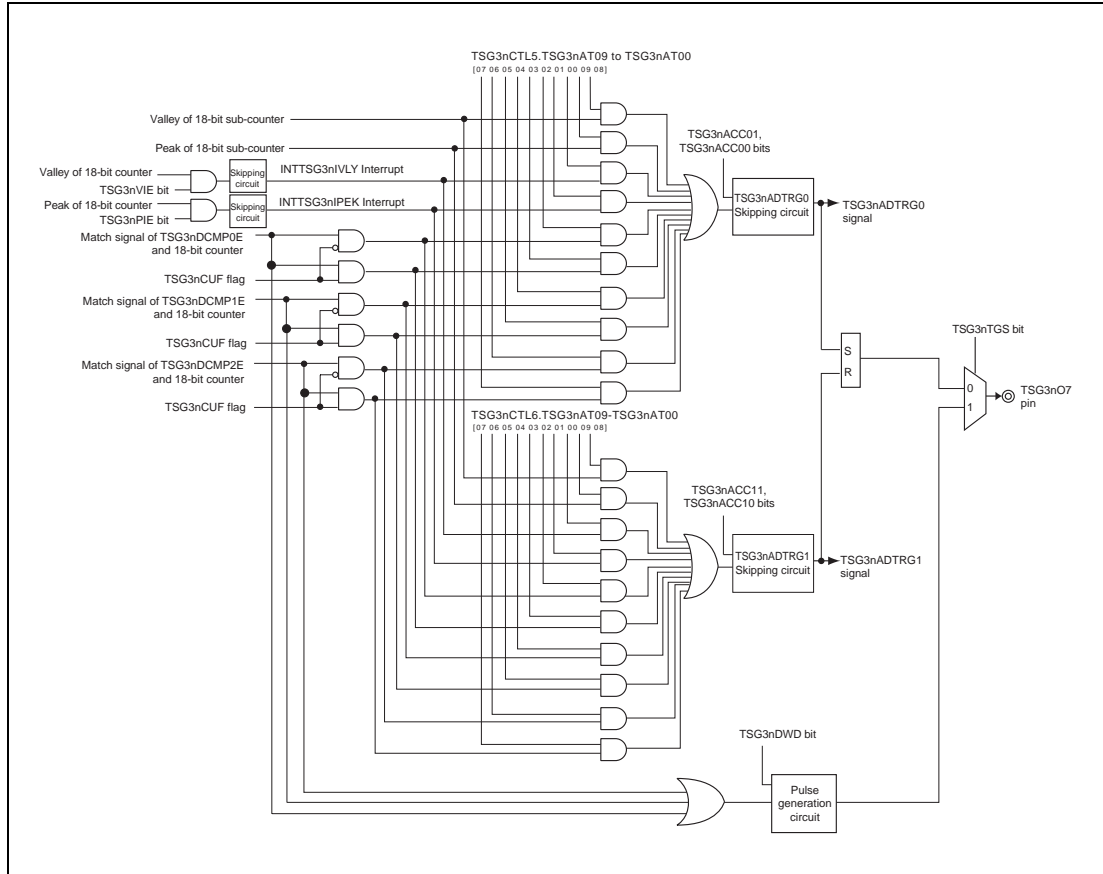 TSG3nCTL5.TSG3nAT09 to TSG3nAT00
[07 06 05 04 03 02 01 00 09 08]
Valley of 18-bit sub-counter
Peak of 18-bit sub-counter
TSG3nACC01,
TSG3nACC00 bits
Valley of 18-bit counter
TSG3nVIE bit
Skipping
circuit
INTTSG3nIVLY Interrupt
Peak of 18-bit counter
TSG3nPIE bit
Skipping
circuit
INTTSG3nIPEK Interrupt
TSG3nADTRG0
Skipping circuit
TSG3nADTRG0
signal
Match signal of TSG3nDCMP0E
and 18-bit counter
TSG3nCUF flag
Match signal of TSG3nDCMP1E
and 18-bit counter
TSG3nCUF flag
Match signal of TSG3nDCMP2E
and 18-bit counter
TSG3nCUF flag
S
R
TSG3nTGS bit
0
1
TSG3nO7
pin
TSG3nCTL6.TSG3nAT09-TSG3nAT00
[07 06 05 04 03 02 01 00 09 08]
TSG3nACC11,
TSG3nACC10 bits
TSG3nADTRG1
Skipping circuit
TSG3nADTRG1
signal
TSG3nDWD bit
Pulse
generation
circuit